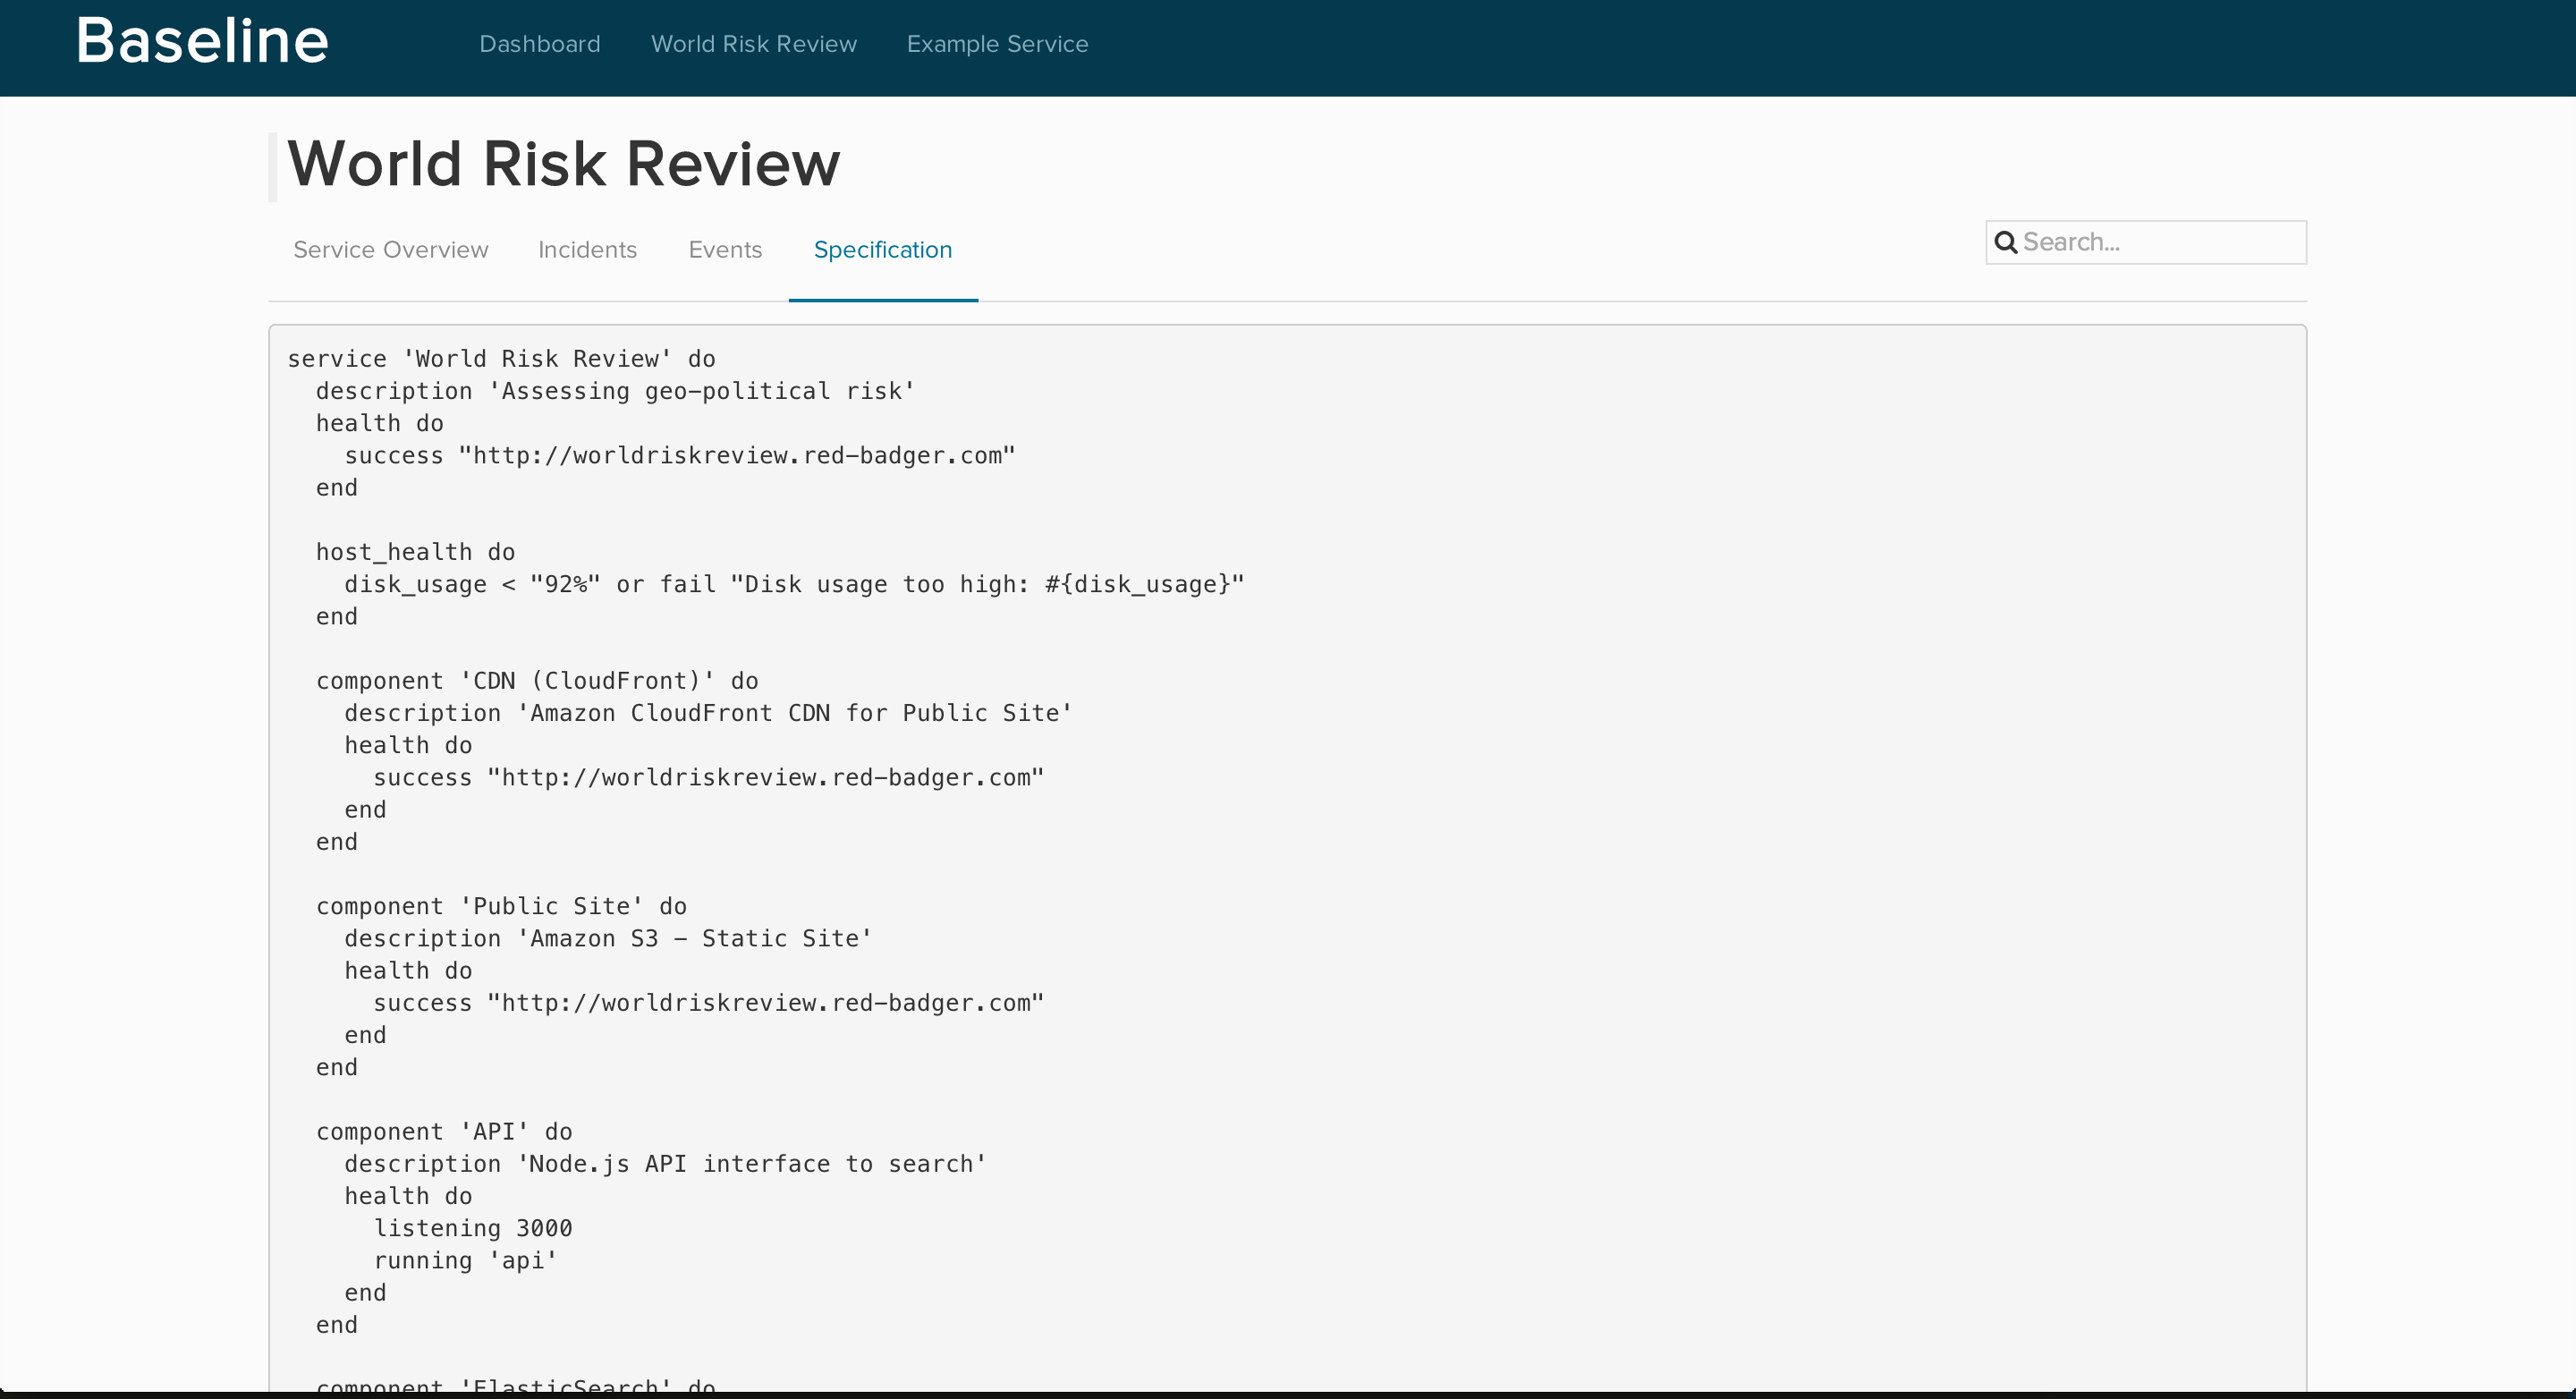 Baseline
Dashboard World Risk Review Example Service
World Risk Review
Service Overview Incidents Events Specification
Search...
service 'World Risk Review' do
  description 'Assessing geo-political risk'
  health do
    success "http://worldriskreview.red-badger.com"
  end

  host_health do
    disk_usage < "92%" or fail "Disk usage too high: #{disk_usage}"
  end

  component 'CDN (CloudFront)' do
    description 'Amazon CloudFront CDN for Public Site'
    health do
      success "http://worldriskreview.red-badger.com"
    end
  end

  component 'Public Site' do
    description 'Amazon S3 - Static Site'
    health do
      success "http://worldriskreview.red-badger.com"
    end
  end

  component 'API' do
    description 'Node.js API interface to search'
    health do
      listening 3000
      running 'api'
    end
  end

  component 'ElasticSearch' do